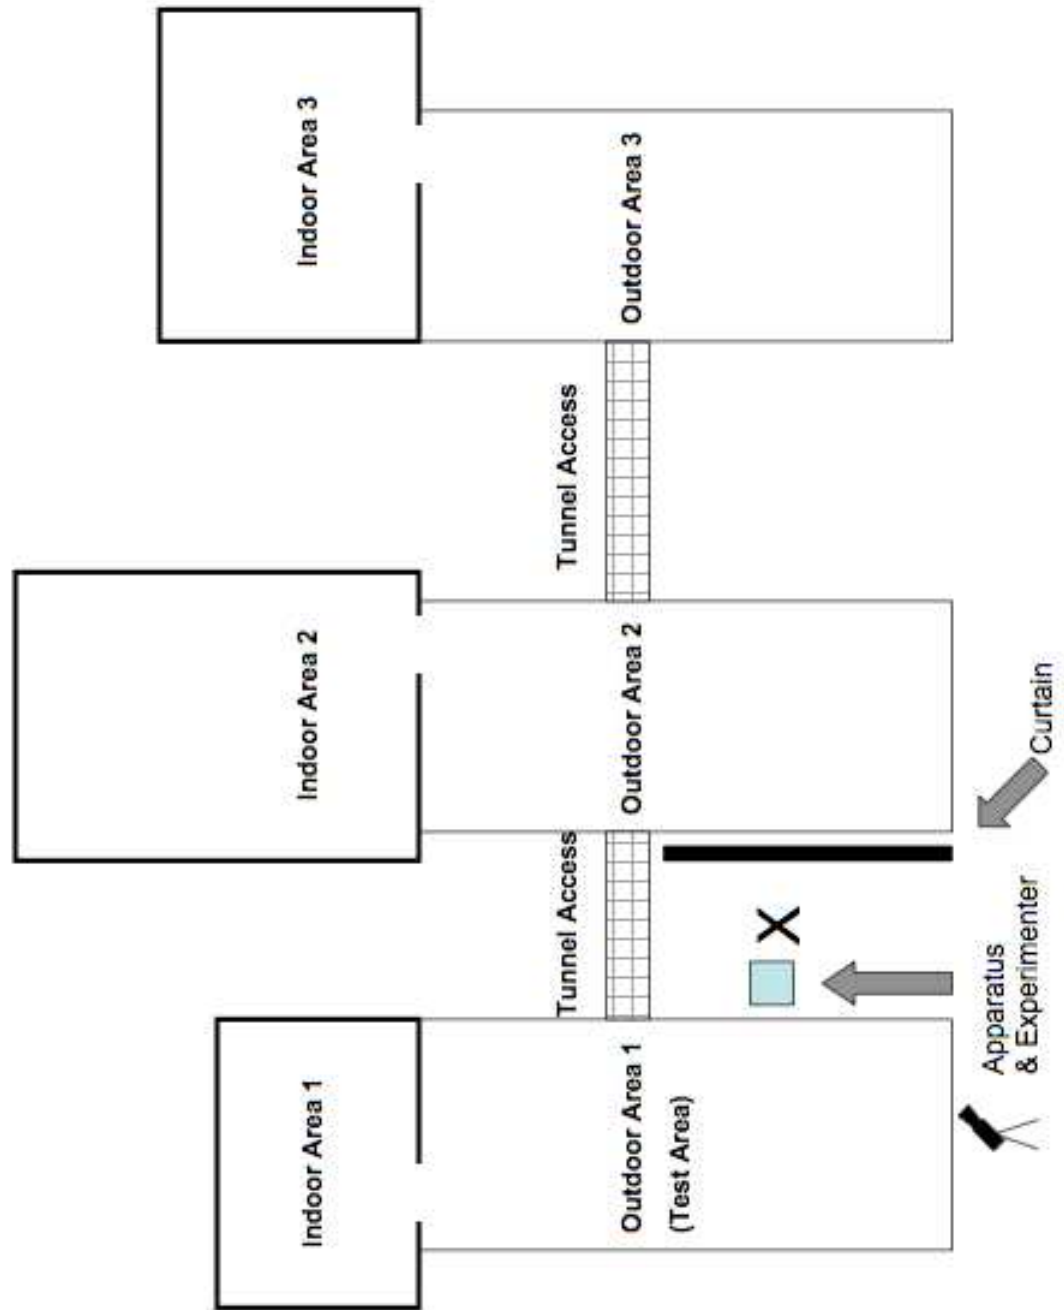 Indoor Area 1
Indoor Area 2
Indoor Area 3
Tunnel Access
Tunnel Access
Outdoor Area 1
(Test Area)
Outdoor Area 2
Outdoor Area 3
X
Apparatus
& Experimenter
Curtain